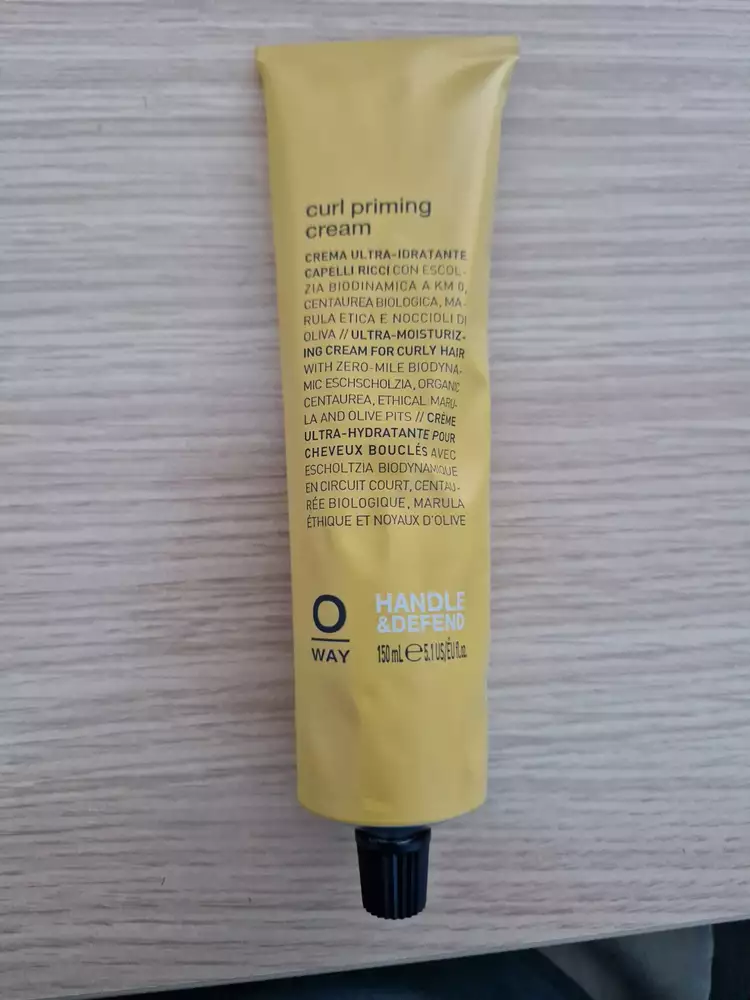 curl priming
cream
CREMA ULTRA-IDRATANTE
CAPELLI RICCI CON ESCOL-
ZIA BIODINAMICA A KM 0,
CENTAUREA BIOLOGICA, MA-
RULA ETICA E NOCCIOLI DI
OLIVA // ULTRA-MOISTURIZ-
ING CREAM FOR CURLY HAIR
WITH ZERO-MILE BIODYNA-
MIC ESCHSCHOLZIA, ORGANIC
CENTAUREA, ETHICAL MARU-
LA AND OLIVE PITS // CRÈME
ULTRA-HYDRATANTE POUR
CHEVEUX BOUCLÉS AVEC
ESCHOLTZIA BIODYNAMIQUE
EN CIRCUIT COURT, CENTAU-
RÉE BIOLOGIQUE, MARULA
ÉTHIQUE ET NOYAUX D'OLIVE
O
WAY
HANDLE
&DEFEND
150 mL ℮ 5.1 US/ÉU fl.oz.